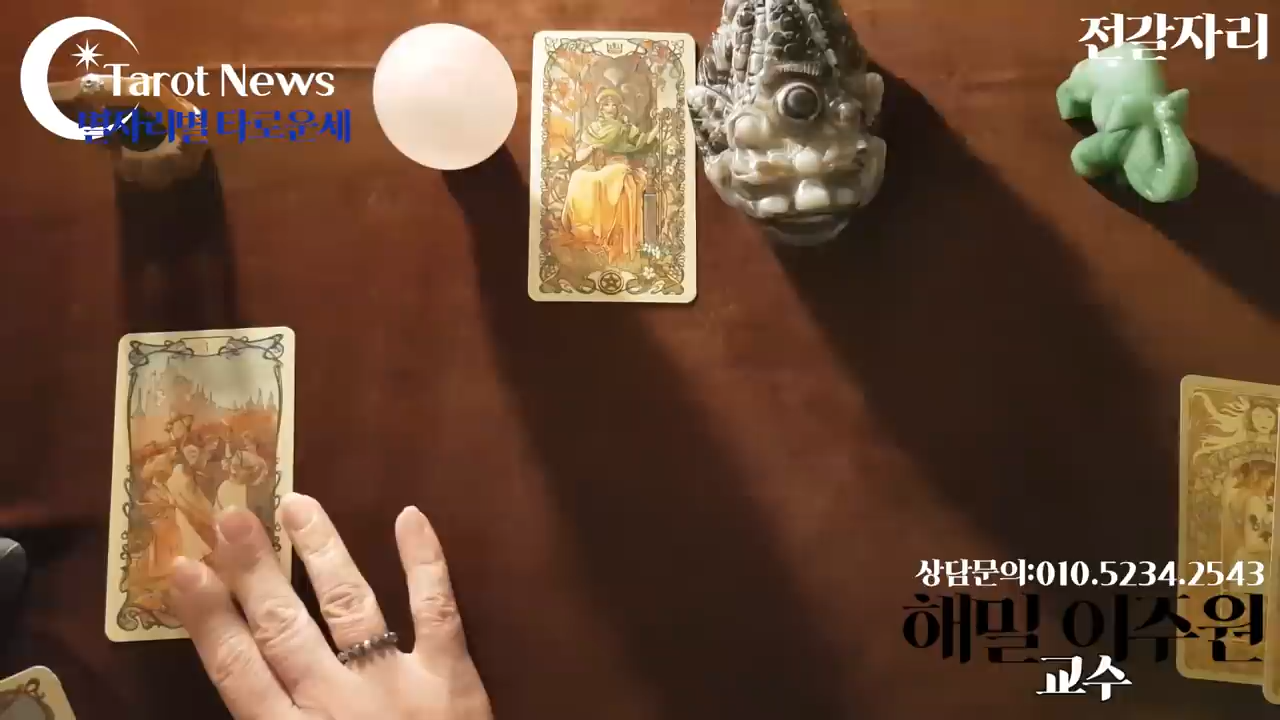 전갈자리
Tarot News
별자리별 타로운세
상담문의:010.5234.2543
해밀 이주원
교수